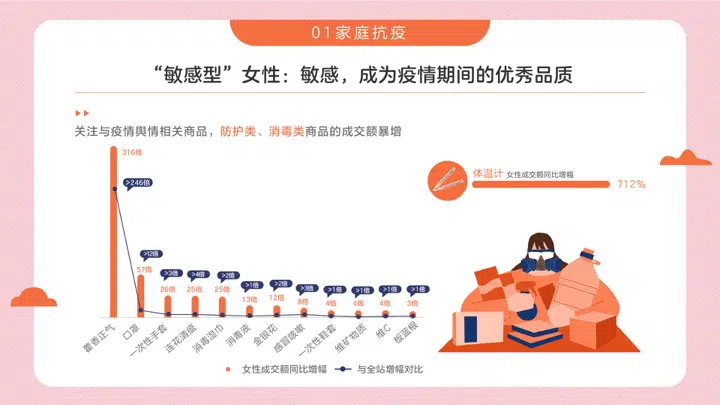 01家庭抗疫
“敏感型”女性：敏感，成为疫情期间的优秀品质
关注与疫情舆情相关商品，防护类、消毒类商品的成交额暴增
316倍
>246倍
>12倍
57倍
>3倍
26倍
>4倍
25倍
>2倍
25倍
>1倍
13倍
>2倍
12倍
>3倍
8倍
>1倍
4倍
>1倍
4倍
>1倍
4倍
>1倍
3倍
藿香正气
口罩
一次性手套
连花清瘟
消毒湿巾
消毒液
金银花
感冒咳嗽
一次性鞋套
维矿物质
维C
板蓝根
女性成交额同比增幅
与全站增幅对比
体温计 女性成交额同比增幅
712%